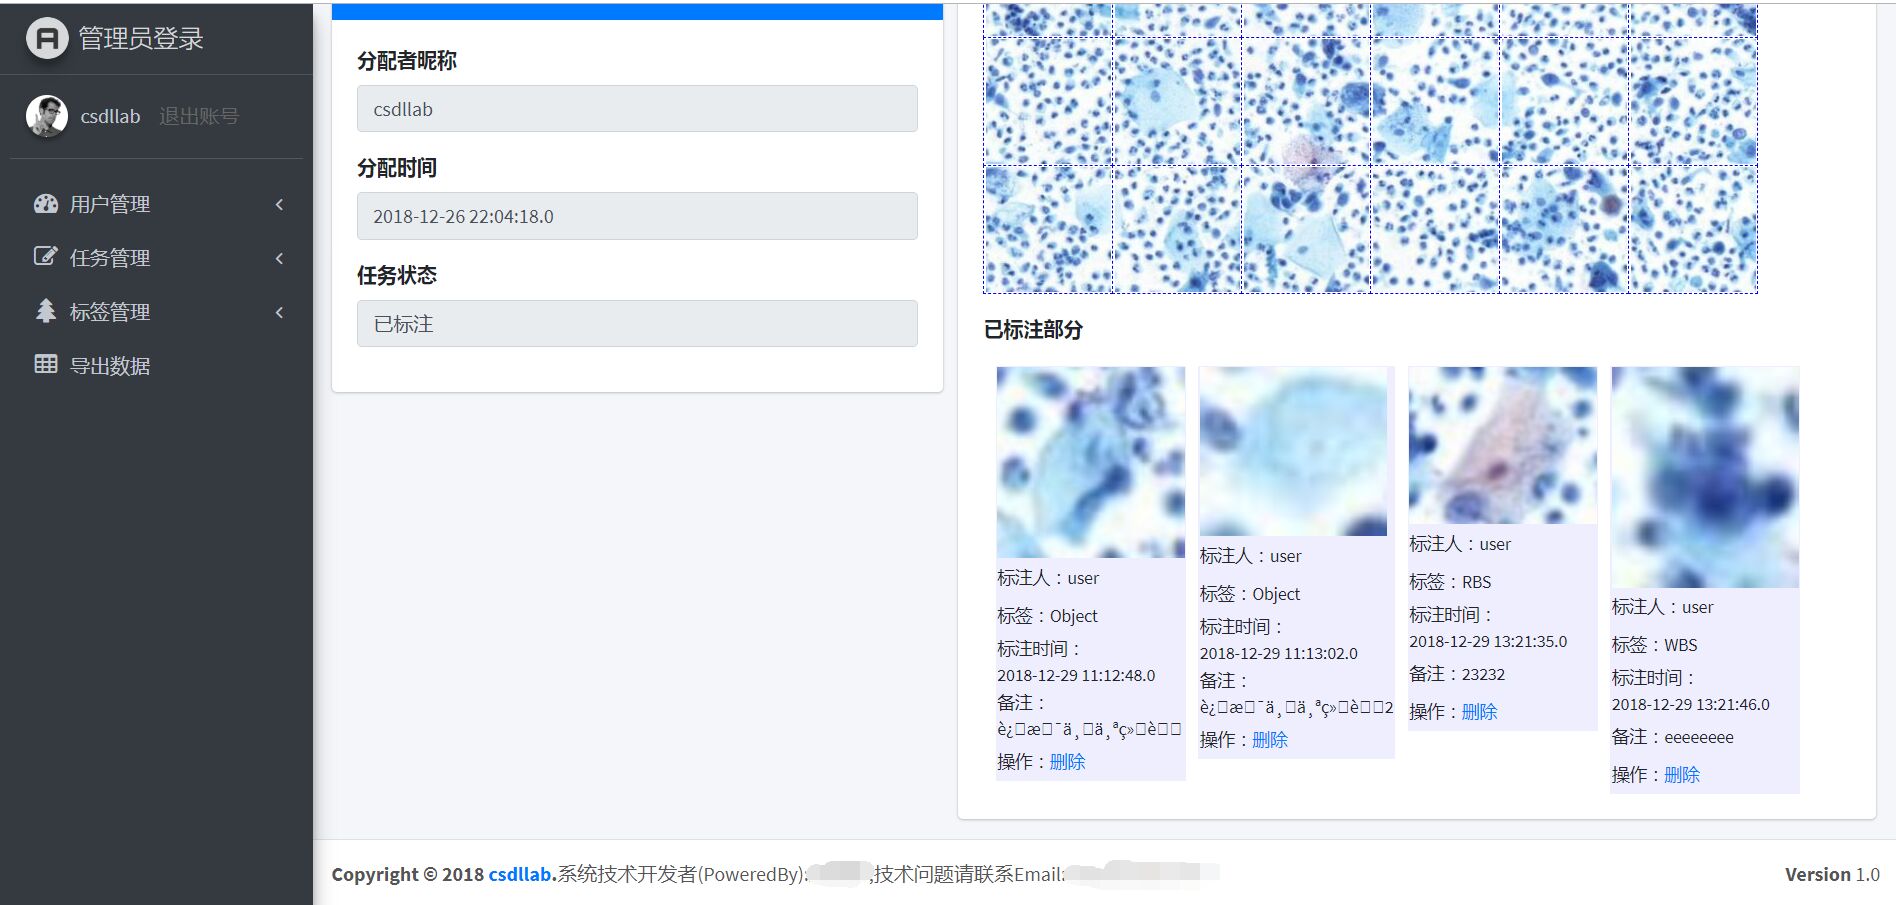 管理员登录
csdllab 退出账号
用户管理
任务管理
标签管理
导出数据
分配者昵称
csdllab
分配时间
2018-12-26 22:04:18.0
任务状态
已标注
已标注部分
标注人：user
标签：Object
标注时间：
2018-12-29 11:12:48.0
备注：
操作：删除
标注人：user
标签：Object
标注时间：
2018-12-29 11:13:02.0
备注：
操作：删除
标注人：user
标签：RBS
标注时间：
2018-12-29 13:21:35.0
备注：23232
操作：删除
标注人：user
标签：WBS
标注时间：
2018-12-29 13:21:46.0
备注：eeeeeeee
操作：删除
Copyright © 2018 csdllab.系统技术开发者(PoweredBy): ,技术问题请联系Email:
Version 1.0